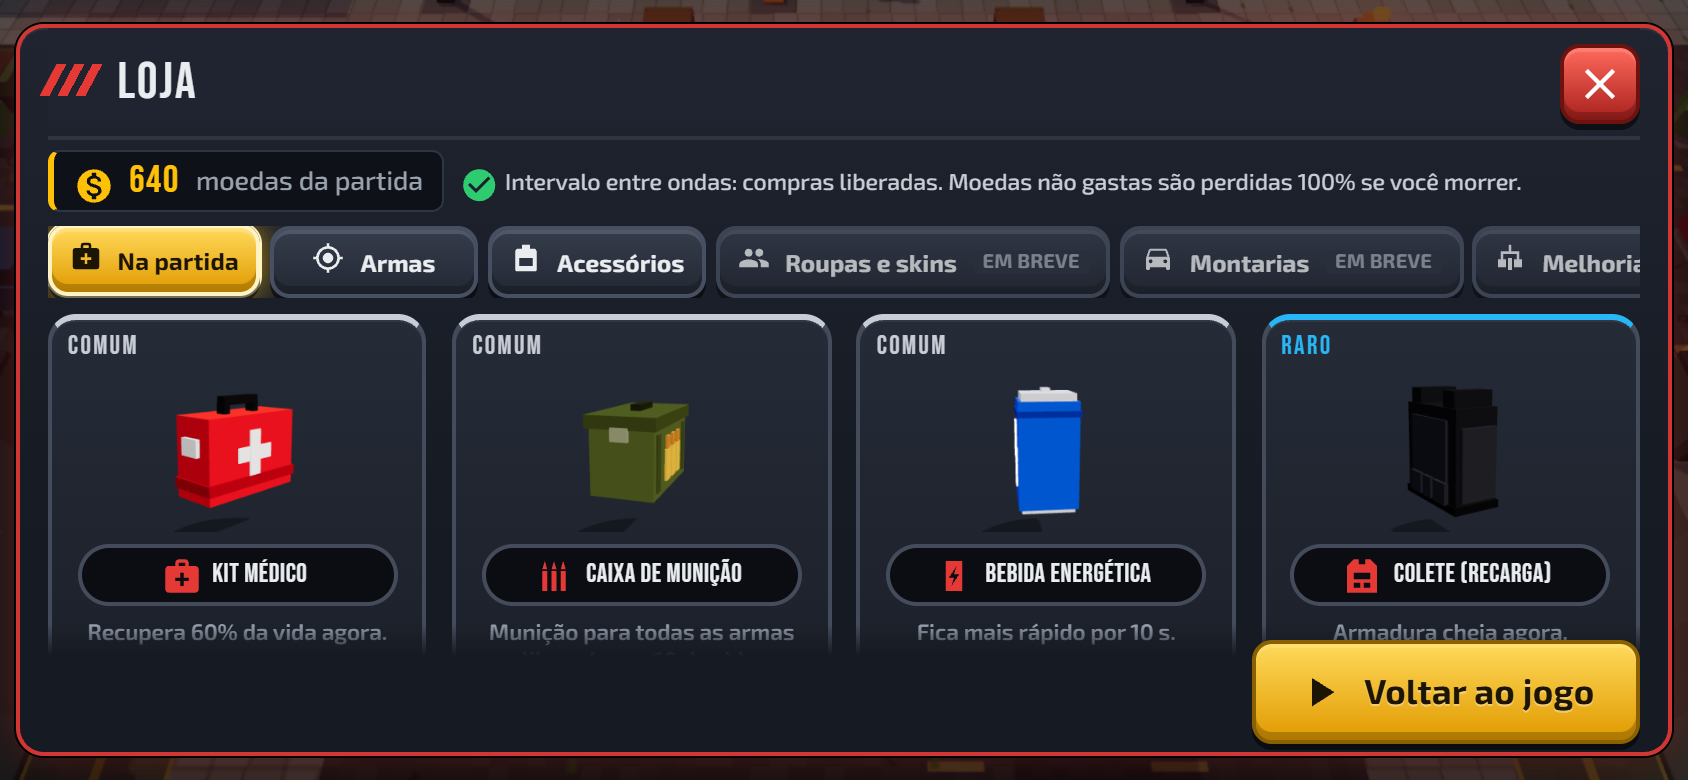 LOJA
640 moedas da partida
Intervalo entre ondas: compras liberadas. Moedas não gastas são perdidas 100% se você morrer.
Na partida
Armas
Acessórios
Roupas e skins EM BREVE
Montarias EM BREVE
COMUM
COMUM
COMUM
RARO
KIT MÉDICO
CAIXA DE MUNIÇÃO
BEBIDA ENERGÉTICA
COLETE (RECARGA)
Recupera 60% da vida agora.
Munição para todas as armas
Fica mais rápido por 10 s.
Armadura cheia agora.
Voltar ao jogo